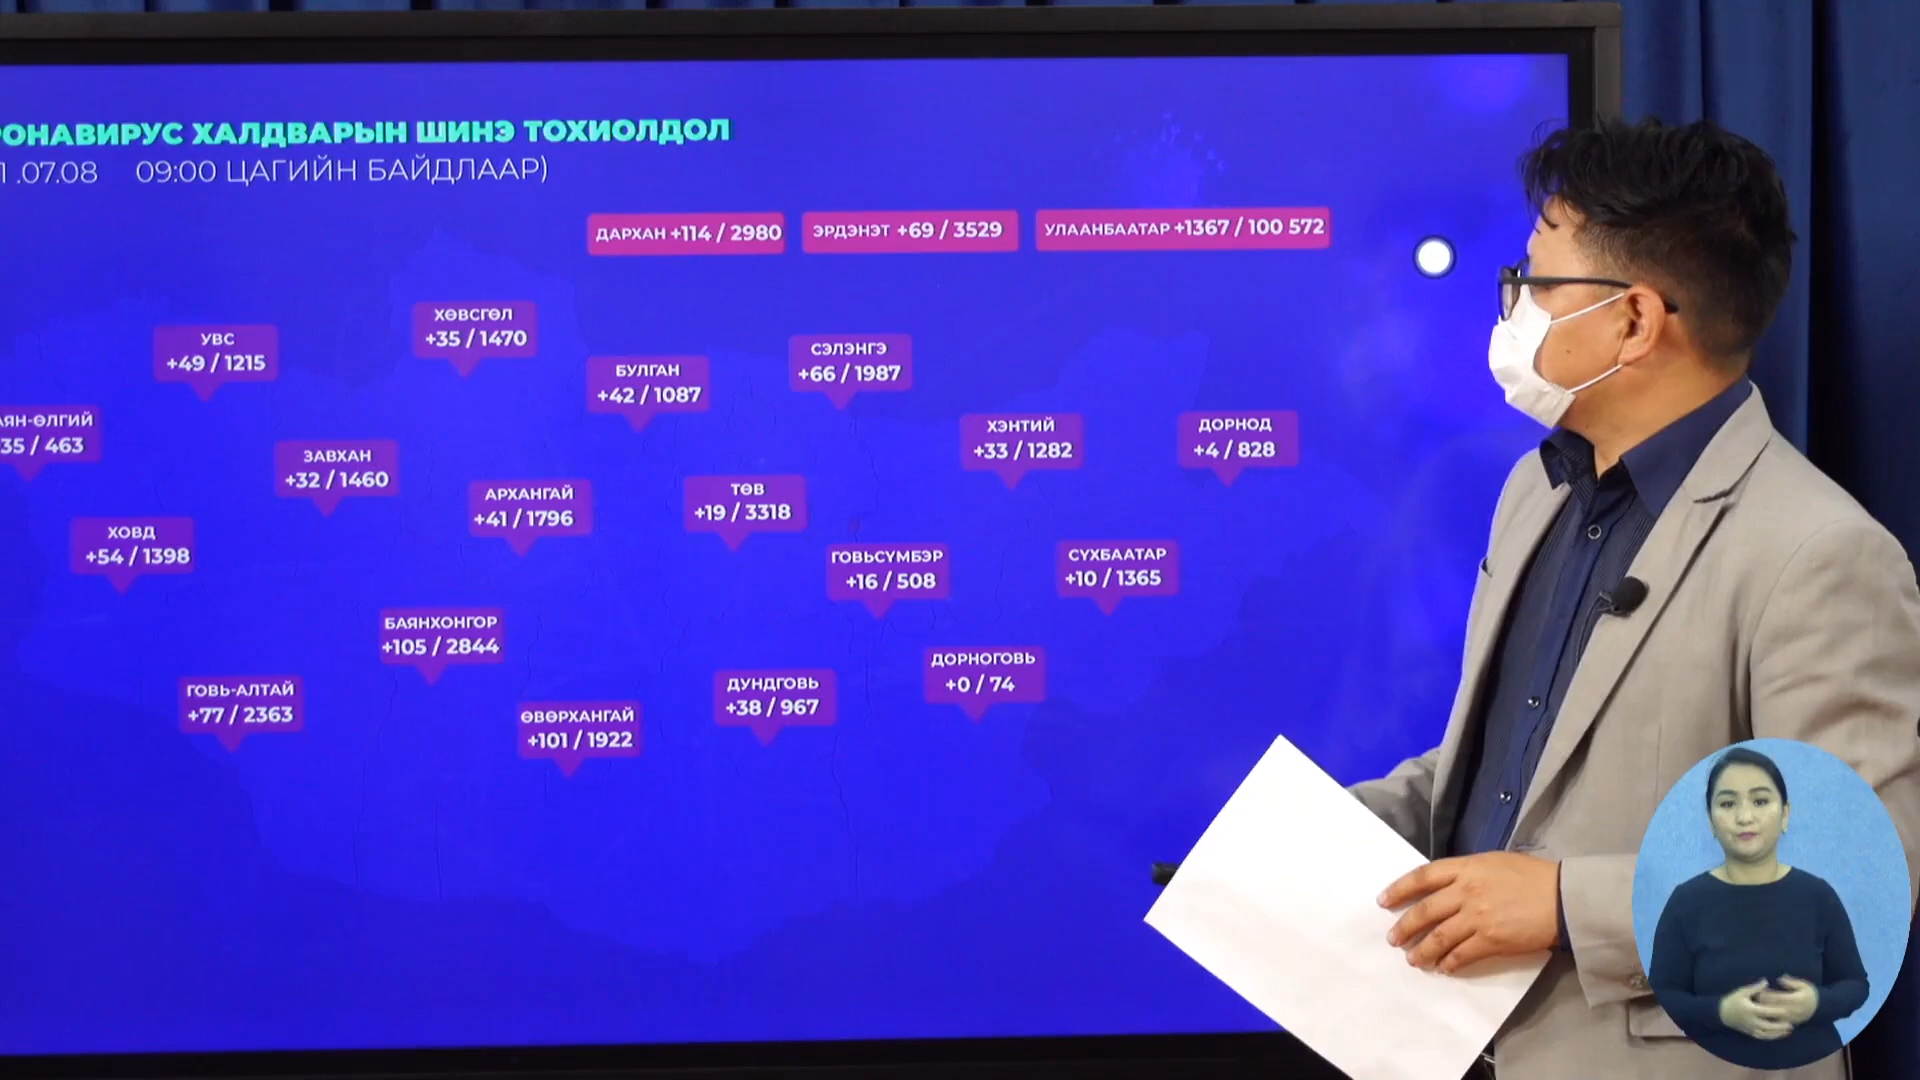 РОНАВИРУС ХАЛДВАРЫН ШИНЭ ТОХИОЛДОЛ
1 .07.08 09:00 ЦАГИЙН БАЙДЛААР)
ДАРХАН +114 / 2980
ЭРДЭНЭТ +69 / 3529
УЛААНБААТАР +1367 / 100 572
ХӨВСГӨЛ
+35 / 1470
УВС
+49 / 1215
СЭЛЭНГЭ
+66 / 1987
БУЛГАН
+42 / 1087
АЯН-ӨЛГИЙ
35 / 463
ХЭНТИЙ
+33 / 1282
ДОРНОД
+4 / 828
ЗАВХАН
+32 / 1460
АРХАНГАЙ
+41 / 1796
ТӨВ
+19 / 3318
ХОВД
+54 / 1398
ГОВЬСҮМБЭР
+16 / 508
СҮХБААТАР
+10 / 1365
БАЯНХОНГОР
+105 / 2844
ДОРНОГОВЬ
+0 / 74
ГОВЬ-АЛТАЙ
+77 / 2363
ДУНДГОВЬ
+38 / 967
ӨВӨРХАНГАЙ
+101 / 1922